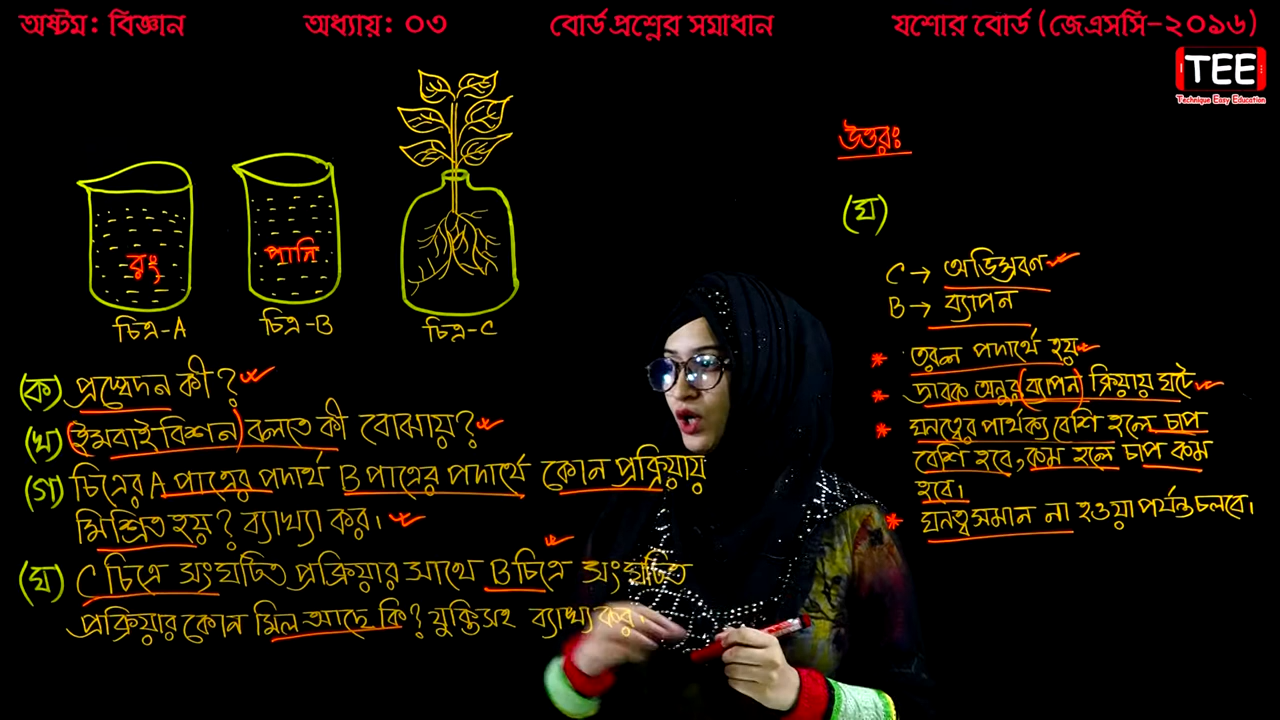 অষ্টম: বিজ্ঞান
অধ্যায়: ০৩
বোর্ড প্রশ্নের সমাধান
যশোর বোর্ড (জেএসসি-২০১৬)
TEE
Technique Easy Education
রং
পানি
চিত্র-A
চিত্র-B
চিত্র-C
(ক) প্রস্বেদন কী?
(খ) ইমবাইবিশন বলতে কী বোঝায়?
(গ) চিত্রের A পাত্রের পদার্থ B পাত্রের পদার্থে কোন প্রক্রিয়ায়
মিশ্রিত হয়? ব্যাখ্যা কর।
(ঘ) C চিত্রে সংঘটিত প্রক্রিয়ার সাথে B চিত্রে সংঘটিত
প্রক্রিয়ার কোন মিল আছে কি? যুক্তিসহ ব্যাখ্য কর।
উত্তরঃ
(ঘ)
C → অভিস্রবণ
B → ব্যাপন
* তরল পদার্থে হয়
* দ্রাবক অনুর (ব্যাপন) ক্রিয়ায় ঘটে
* ঘনত্বের পার্থক্য বেশি হলে চাপ
বেশি হবে, কম হলে চাপ কম
হবে।
* ঘনত্ব সমান না হওয়া পর্যন্ত চলবে।